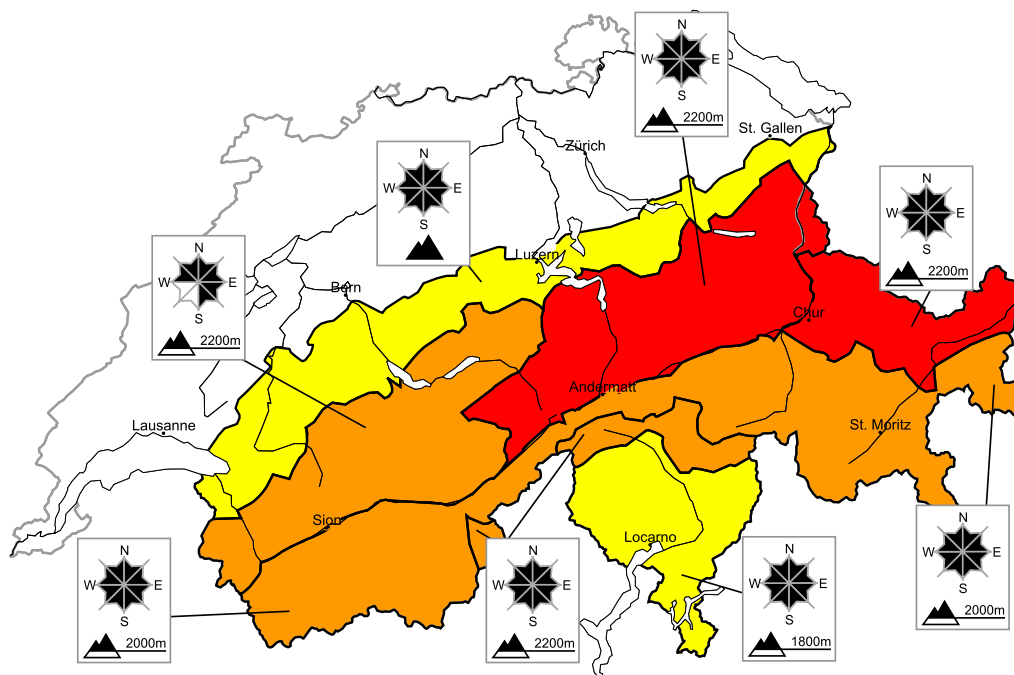 N
W E
S
2200m
St. Gallen
Zürich
N
W E
S
N
W E
S
2200m
Luzern
N
W E
S
2200m
Bern
Chur
Andermatt
Lausanne
St. Moritz
Sion
Locarno
N
W E
S
2000m
N
W E
S
2200m
N
W E
S
1800m
N
W E
S
2000m